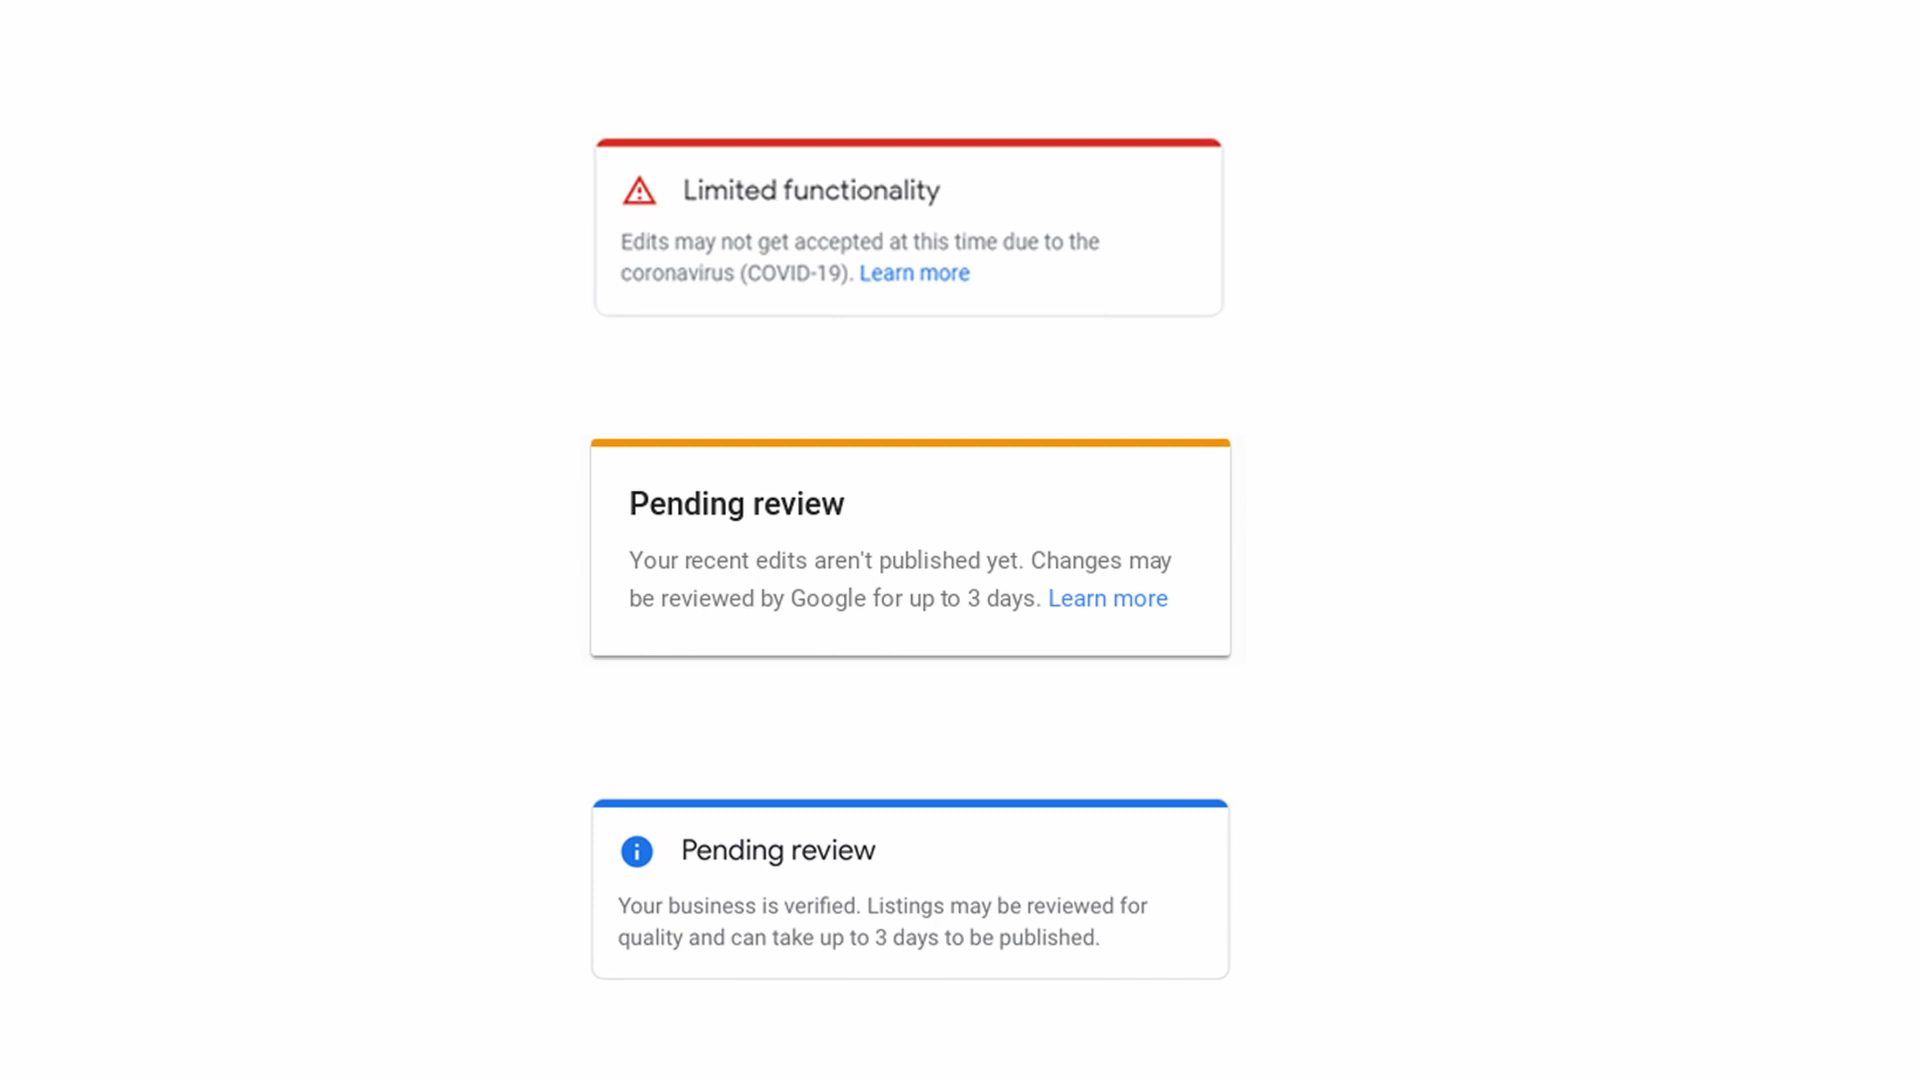 Limited functionality
Edits may not get accepted at this time due to the
coronavirus (COVID-19). Learn more
Pending review
Your recent edits aren't published yet. Changes may
be reviewed by Google for up to 3 days. Learn more
Pending review
Your business is verified. Listings may be reviewed for
quality and can take up to 3 days to be published.